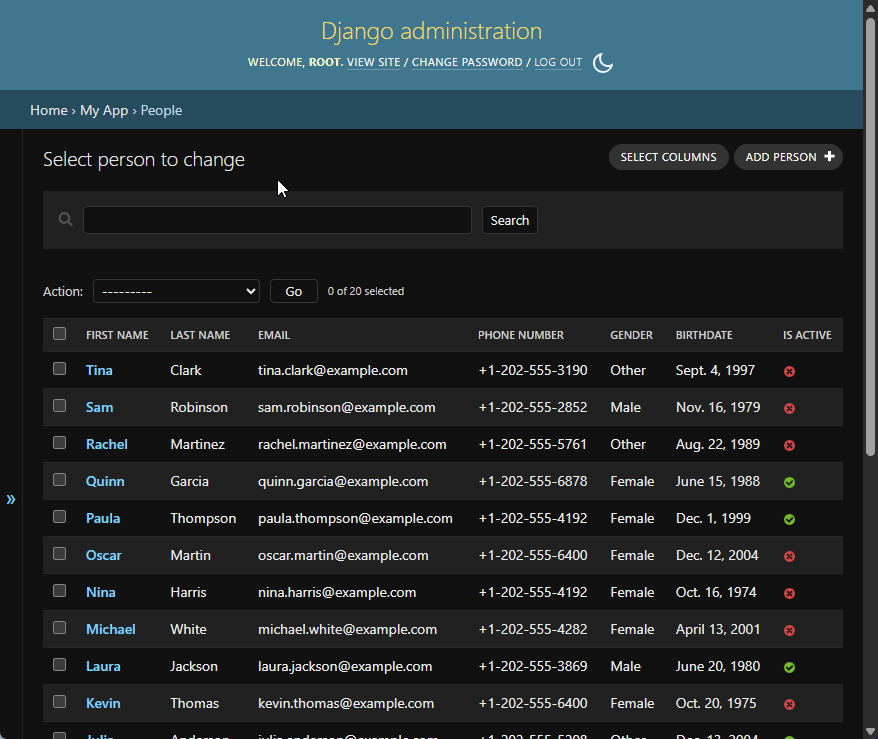 Django administration
WELCOME, ROOT. VIEW SITE / CHANGE PASSWORD / LOG OUT
Home › My App › People
Select person to change
SELECT COLUMNS
ADD PERSON +
Search
Action: --------- Go 0 of 20 selected
FIRST NAME LAST NAME EMAIL PHONE NUMBER GENDER BIRTHDATE IS ACTIVE
Tina Clark tina.clark@example.com +1-202-555-3190 Other Sept. 4, 1997
Sam Robinson sam.robinson@example.com +1-202-555-2852 Male Nov. 16, 1979
Rachel Martinez rachel.martinez@example.com +1-202-555-5761 Other Aug. 22, 1989
Quinn Garcia quinn.garcia@example.com +1-202-555-6878 Female June 15, 1988
Paula Thompson paula.thompson@example.com +1-202-555-4192 Female Dec. 1, 1999
Oscar Martin oscar.martin@example.com +1-202-555-6400 Female Dec. 12, 2004
Nina Harris nina.harris@example.com +1-202-555-4192 Female Oct. 16, 1974
Michael White michael.white@example.com +1-202-555-4282 Female April 13, 2001
Laura Jackson laura.jackson@example.com +1-202-555-3869 Male June 20, 1980
Kevin Thomas kevin.thomas@example.com +1-202-555-6400 Female Oct. 20, 1975
»